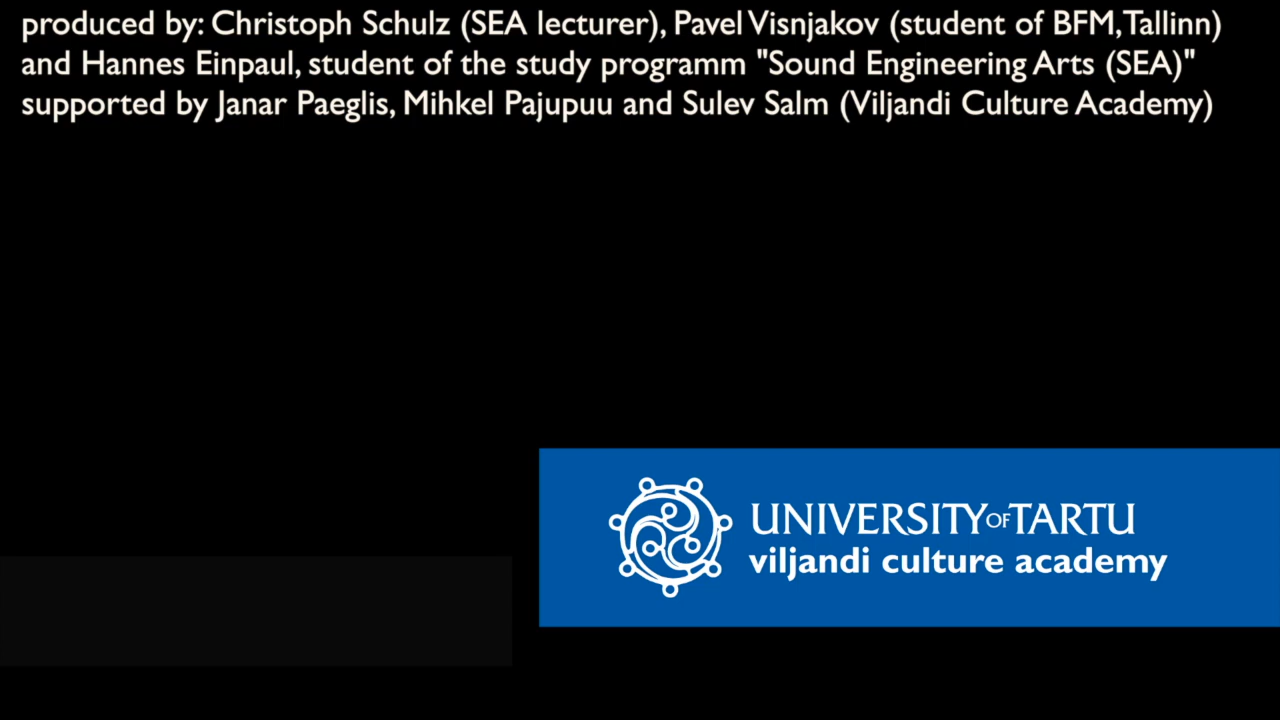 produced by: Christoph Schulz (SEA lecturer), Pavel Visnjakov (student of BFM,Tallinn)
and Hannes Einpaul, student of the study programm "Sound Engineering Arts (SEA)"
supported by Janar Paeglis, Mihkel Pajupuu and Sulev Salm (Viljandi Culture Academy)
UNIVERSITY OF TARTU
viljandi culture academy